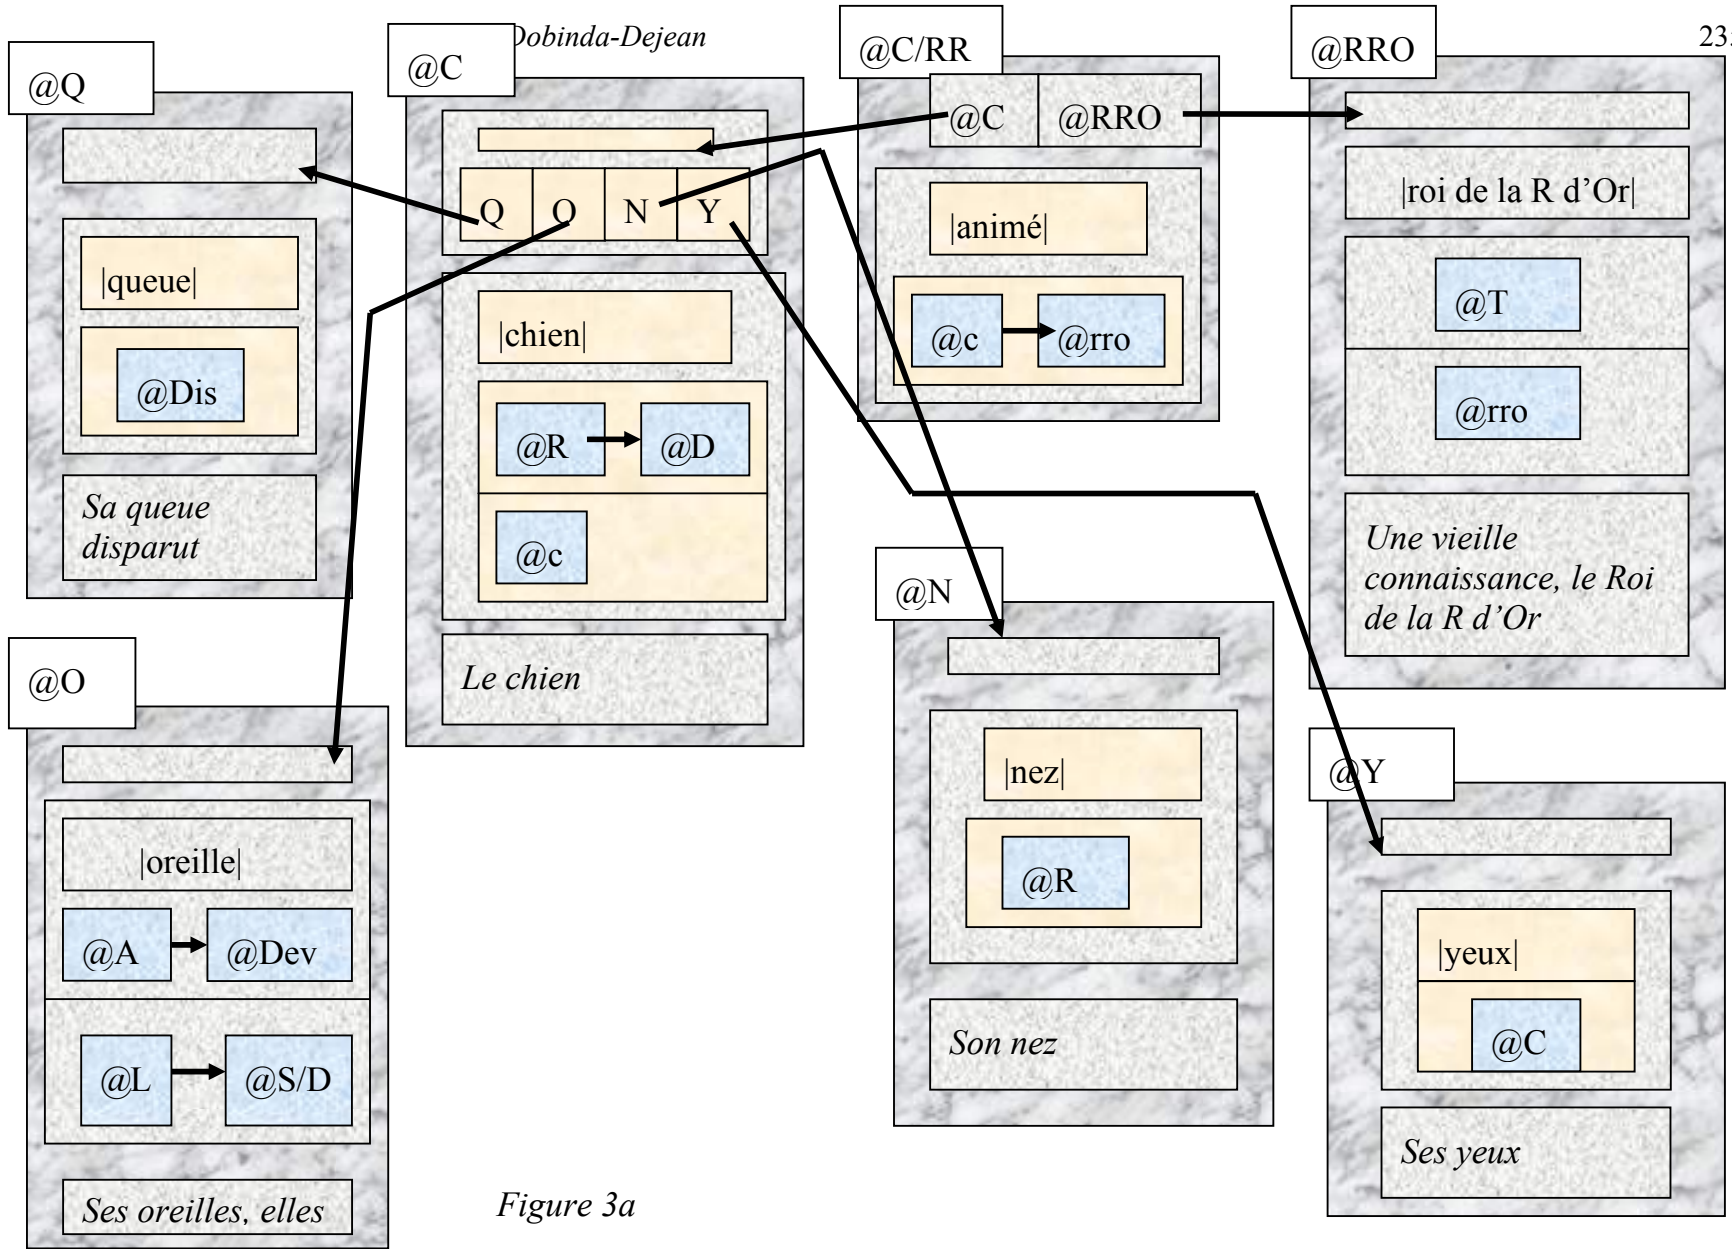 Dobinda-Dejean
23
@Q
|queue|
@Dis
Sa queue
disparut
@C
Q O N Y
|chien|
@R @D
@c
Le chien
@C/RR
@C @RRO
|animé|
@c @rro
@RRO
|roi de la R d’Or|
@T
@rro
Une vieille
connaissance, le Roi
de la R d’Or
@O
|oreille|
@A @Dev
@L @S/D
Ses oreilles, elles
@N
|nez|
@R
Son nez
@Y
|yeux|
@C
Ses yeux
Figure 3a